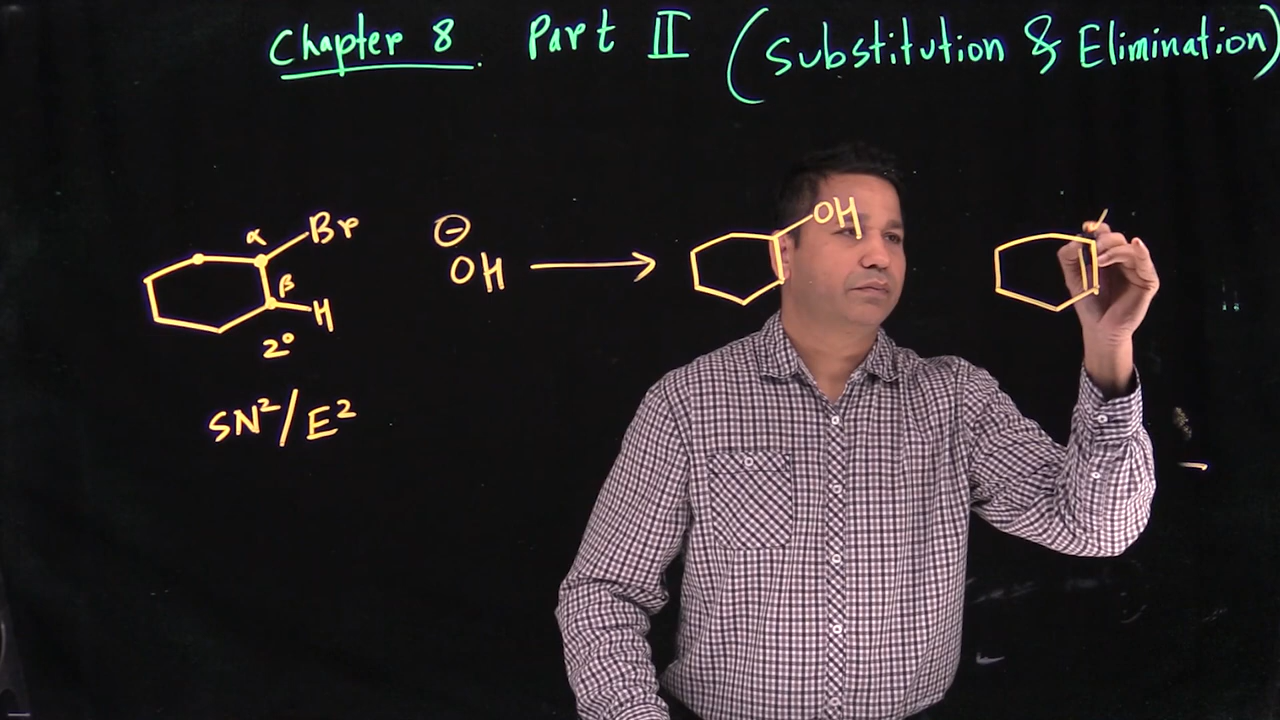 Chapter 8 Part II (Substitution & Elimination)
α Br
⊖
OH
OH
β H
2°
SN²/E²